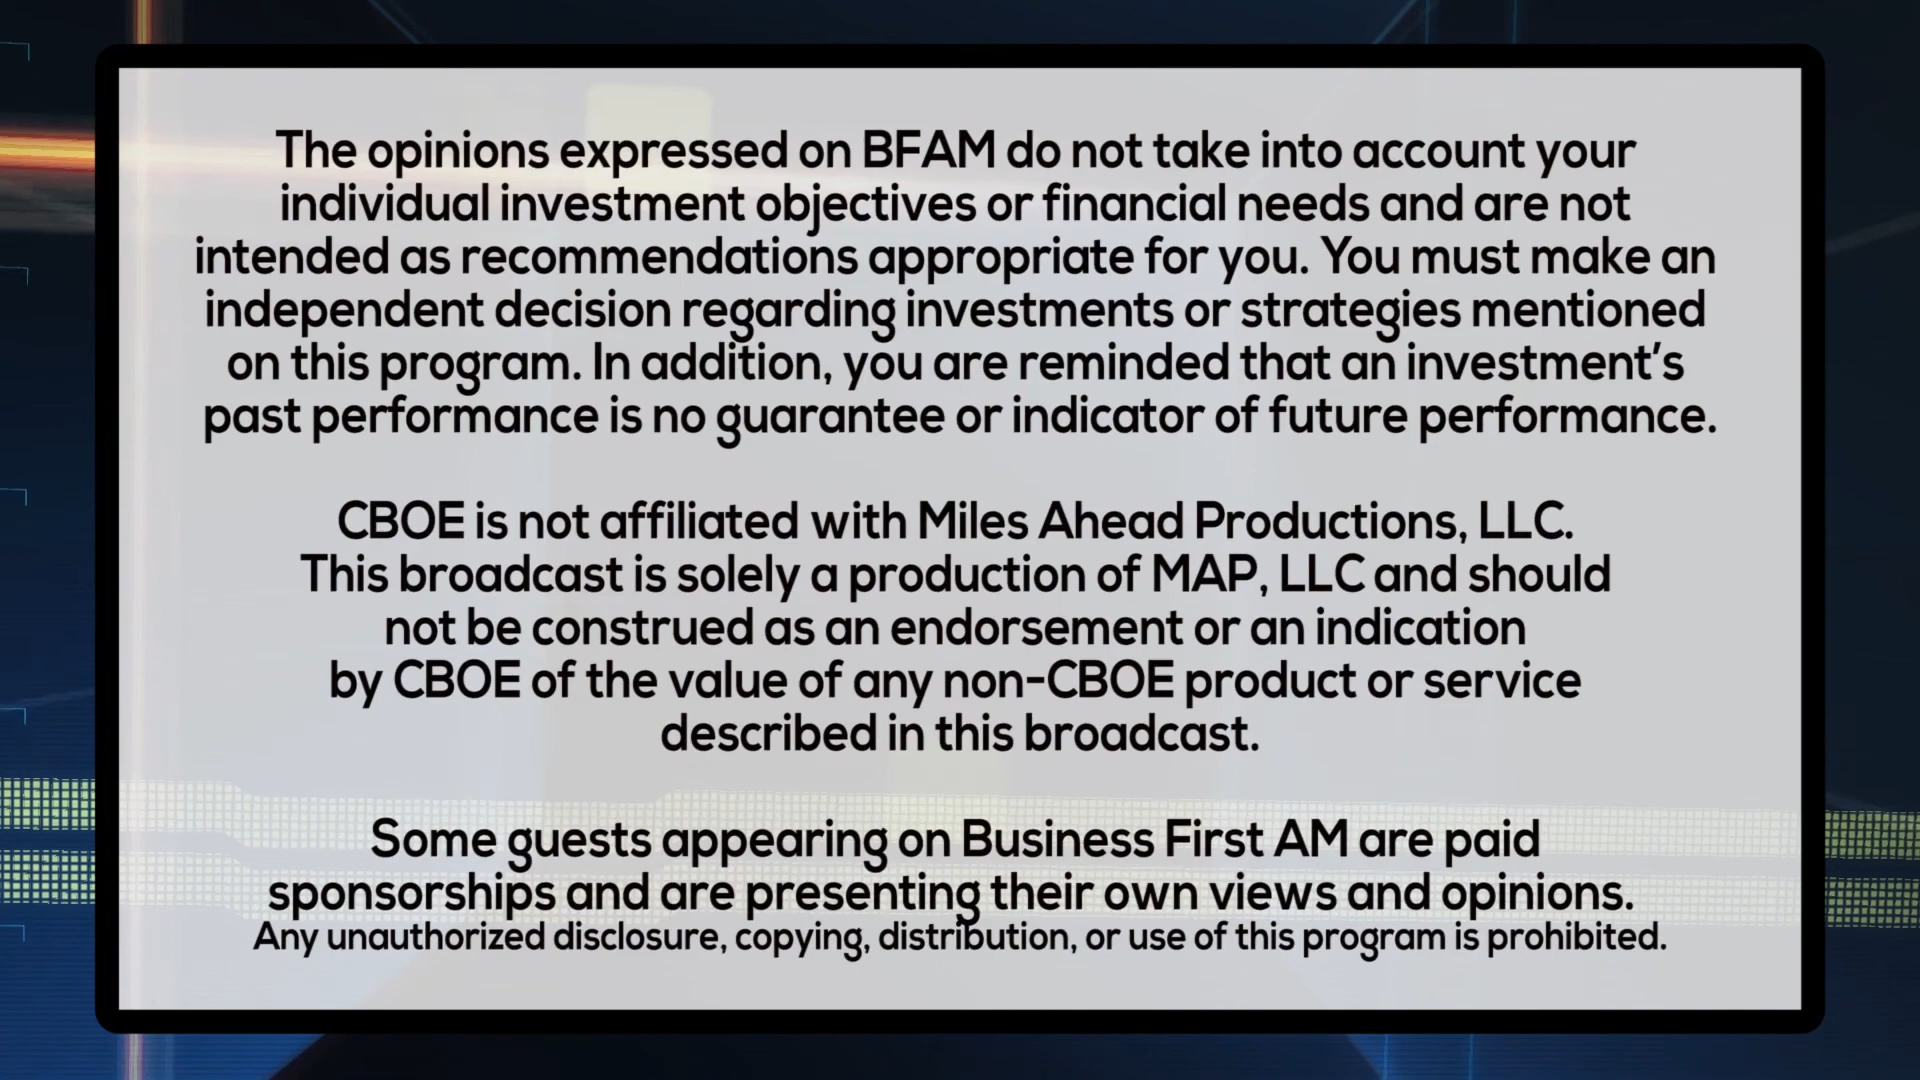 The opinions expressed on BFAM do not take into account your
individual investment objectives or financial needs and are not
intended as recommendations appropriate for you. You must make an
independent decision regarding investments or strategies mentioned
on this program. In addition, you are reminded that an investment’s
past performance is no guarantee or indicator of future performance.
CBOE is not affiliated with Miles Ahead Productions, LLC.
This broadcast is solely a production of MAP, LLC and should
not be construed as an endorsement or an indication
by CBOE of the value of any non-CBOE product or service
described in this broadcast.
Some guests appearing on Business First AM are paid
sponsorships and are presenting their own views and opinions.
Any unauthorized disclosure, copying, distribution, or use of this program is prohibited.